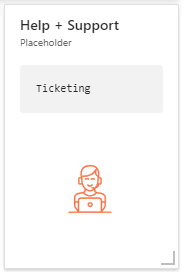 Help + Support
Placeholder
Ticketing